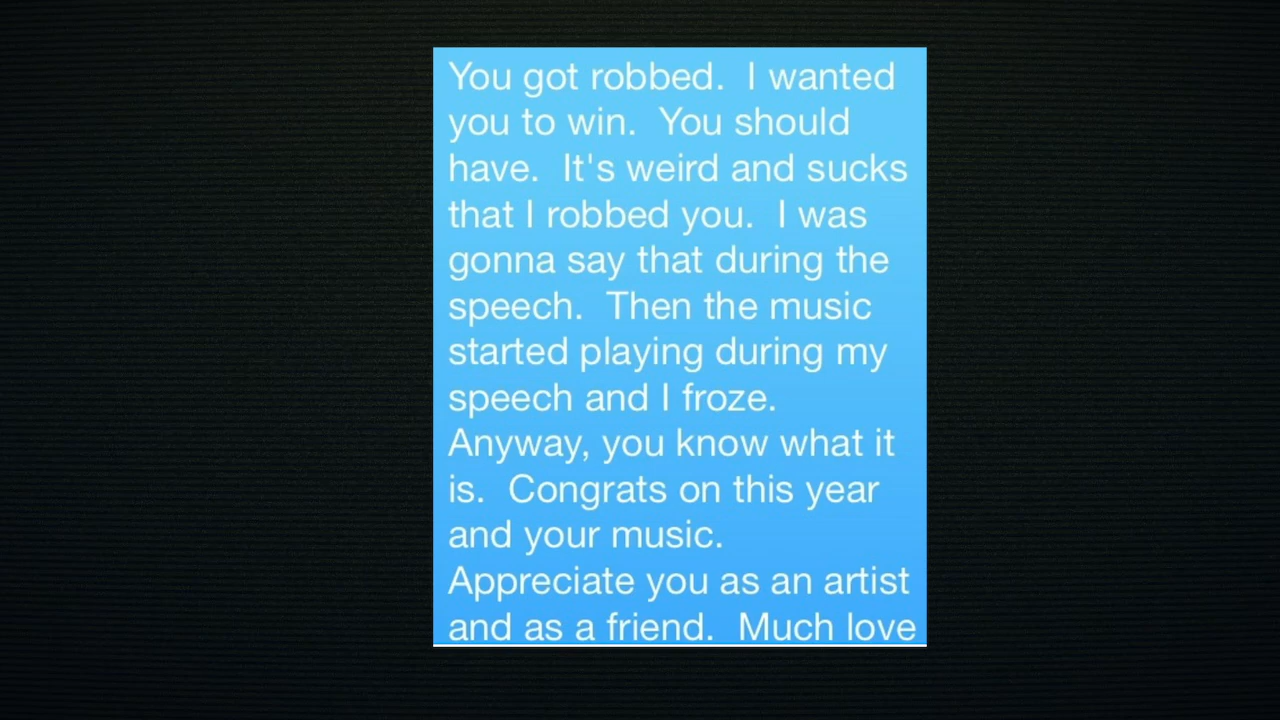 You got robbed.  I wanted
you to win.  You should
have.  It's weird and sucks
that I robbed you.  I was
gonna say that during the
speech.  Then the music
started playing during my
speech and I froze.
Anyway, you know what it
is.  Congrats on this year
and your music.
Appreciate you as an artist
and as a friend.  Much love